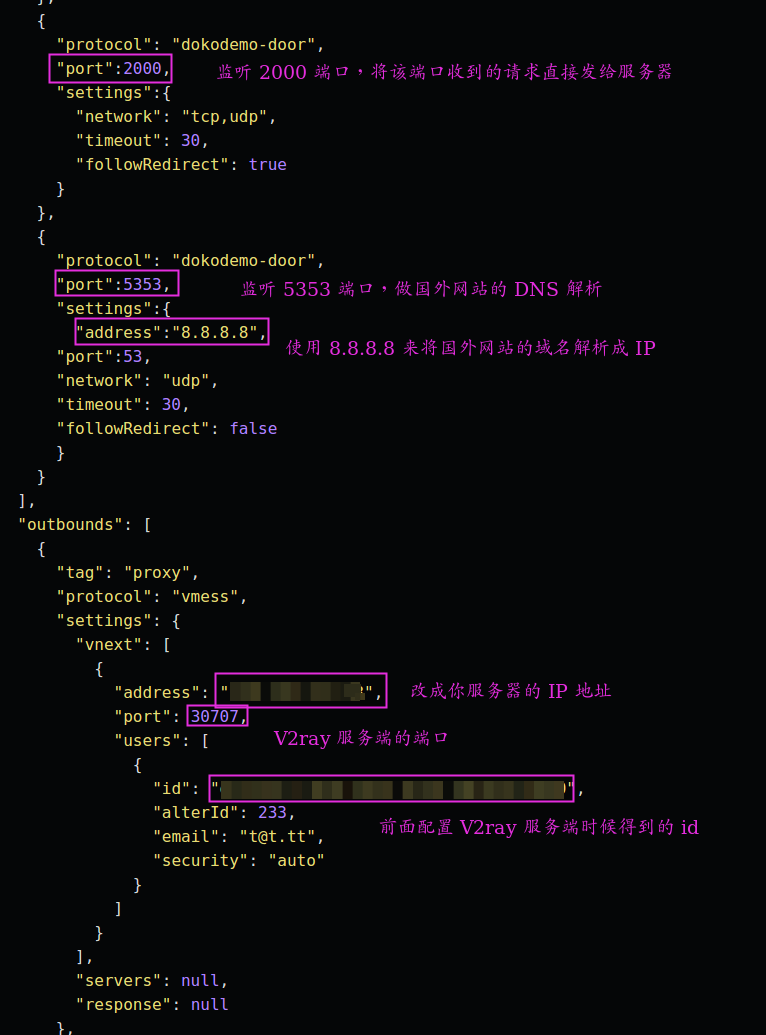 },
{
"protocol": "dokodemo-door",
"port":2000, 监听 2000 端口，将该端口收到的请求直接发给服务器
"settings":{
"network": "tcp,udp",
"timeout": 30,
"followRedirect": true
}
},
{
"protocol": "dokodemo-door",
"port":5353, 监听 5353 端口，做国外网站的 DNS 解析
"settings":{
"address":"8.8.8.8", 使用 8.8.8.8 来将国外网站的域名解析成 IP
"port":53,
"network": "udp",
"timeout": 30,
"followRedirect": false
}
}
],
"outbounds": [
{
"tag": "proxy",
"protocol": "vmess",
"settings": {
"vnext": [
{
"address": " ", 改成你服务器的 IP 地址
"port": 30707,
"users": [ V2ray 服务端的端口
{
"id": " ",
"alterId": 233,
前面配置 V2ray 服务端时候得到的 id
"email": "t@t.tt",
"security": "auto"
}
]
}
],
"servers": null,
"response": null
},